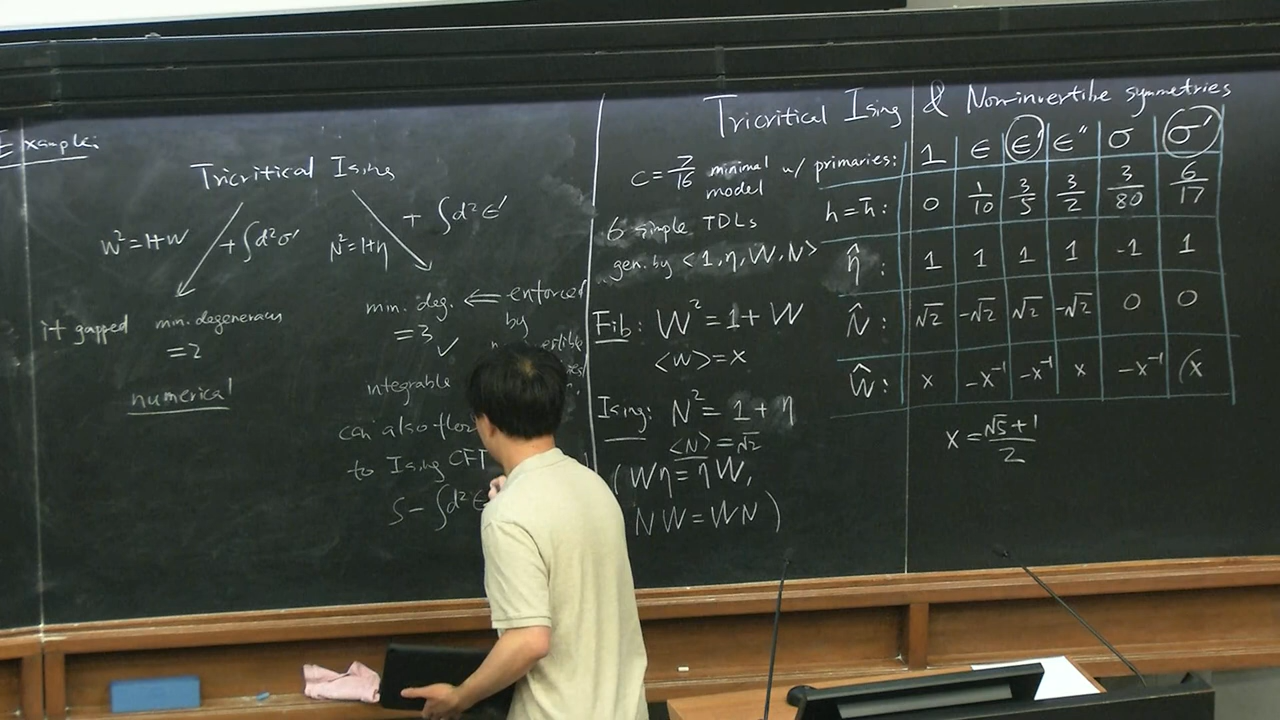 Example:
Tricritical Ising
W² = 1+W
+ ∫d²σ'
N² = 1+η
+ ∫d²ε'
if gapped min. degeneracy
= 2
numerical
min. deg. ⇐ enforced
= 3 ✓ by
integrable
can also flow
to Ising CFT
S - ∫d²ε
Tricritical Ising & Non-invertibe symmetries
c = 7/16 minimal model w/ primaries:
6 simple TDLs
gen. by <1, η, W, N>
Fib: W² = 1 + W
<W> = x
Ising: N² = 1 + η
<N> = √2
(Wη = ηW,
NW = WN)
1 ε ε' ε'' σ σ'
h = h̄: 0 1/10 3/5 3/2 3/80 6/17
η̂: 1 1 1 1 -1 1
N̂: √2 -√2 √2 -√2 0 0
Ŵ: x -x⁻¹ -x⁻¹ x -x⁻¹ (x
x = (√5+1)/2